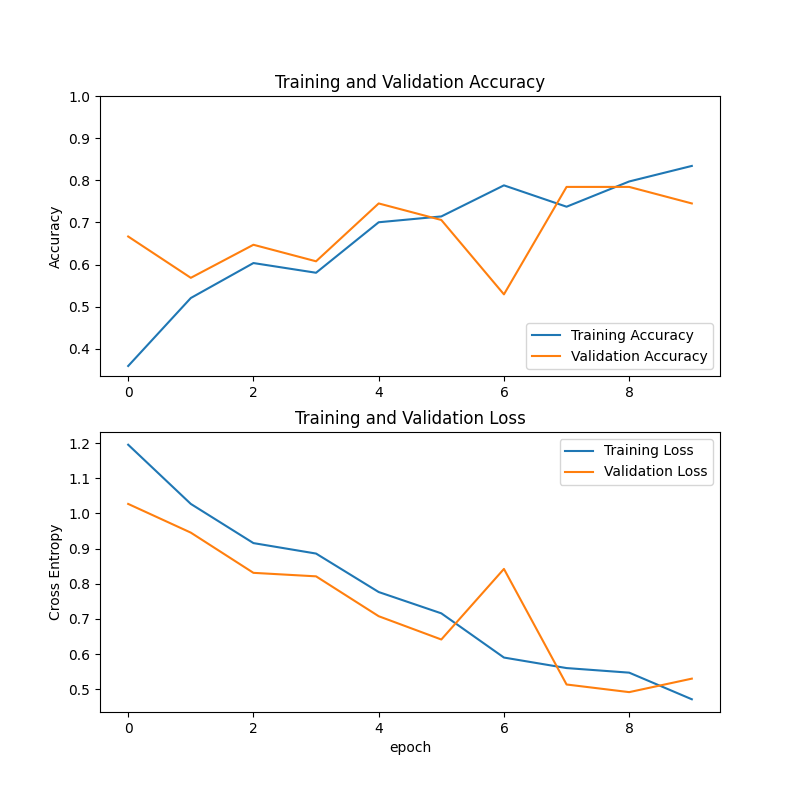 Training and Validation Accuracy
1.0
0.9
0.8
0.7
0.6
0.5
0.4
Accuracy
Training Accuracy
Validation Accuracy
0 2 4 6 8
Training and Validation Loss
1.2
1.1
1.0
0.9
0.8
0.7
0.6
0.5
Cross Entropy
Training Loss
Validation Loss
0 2 4 6 8
epoch